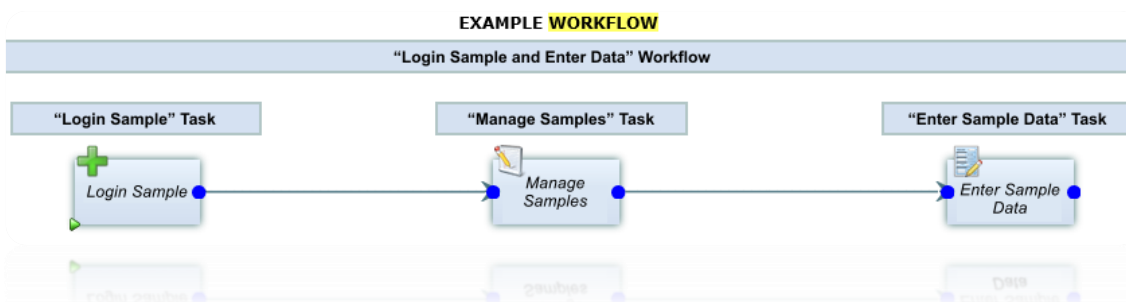 EXAMPLE WORKFLOW
“Login Sample and Enter Data” Workflow
“Login Sample” Task
“Manage Samples” Task
“Enter Sample Data” Task
Login Sample
Manage
Samples
Enter Sample
Data